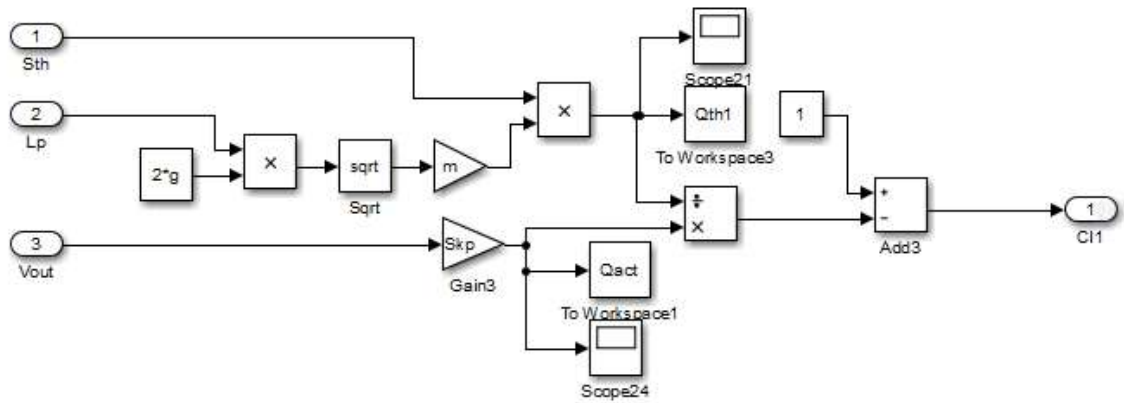 1
Sth
2
Lp
2*g
×
sqrt
Sqrt
m
×
Scope21
Qth1
To Workspace3
1
÷
×
+
−
Add3
1
CI1
3
Vout
Skp
Gain3
Qact
To Workspace1
Scope24